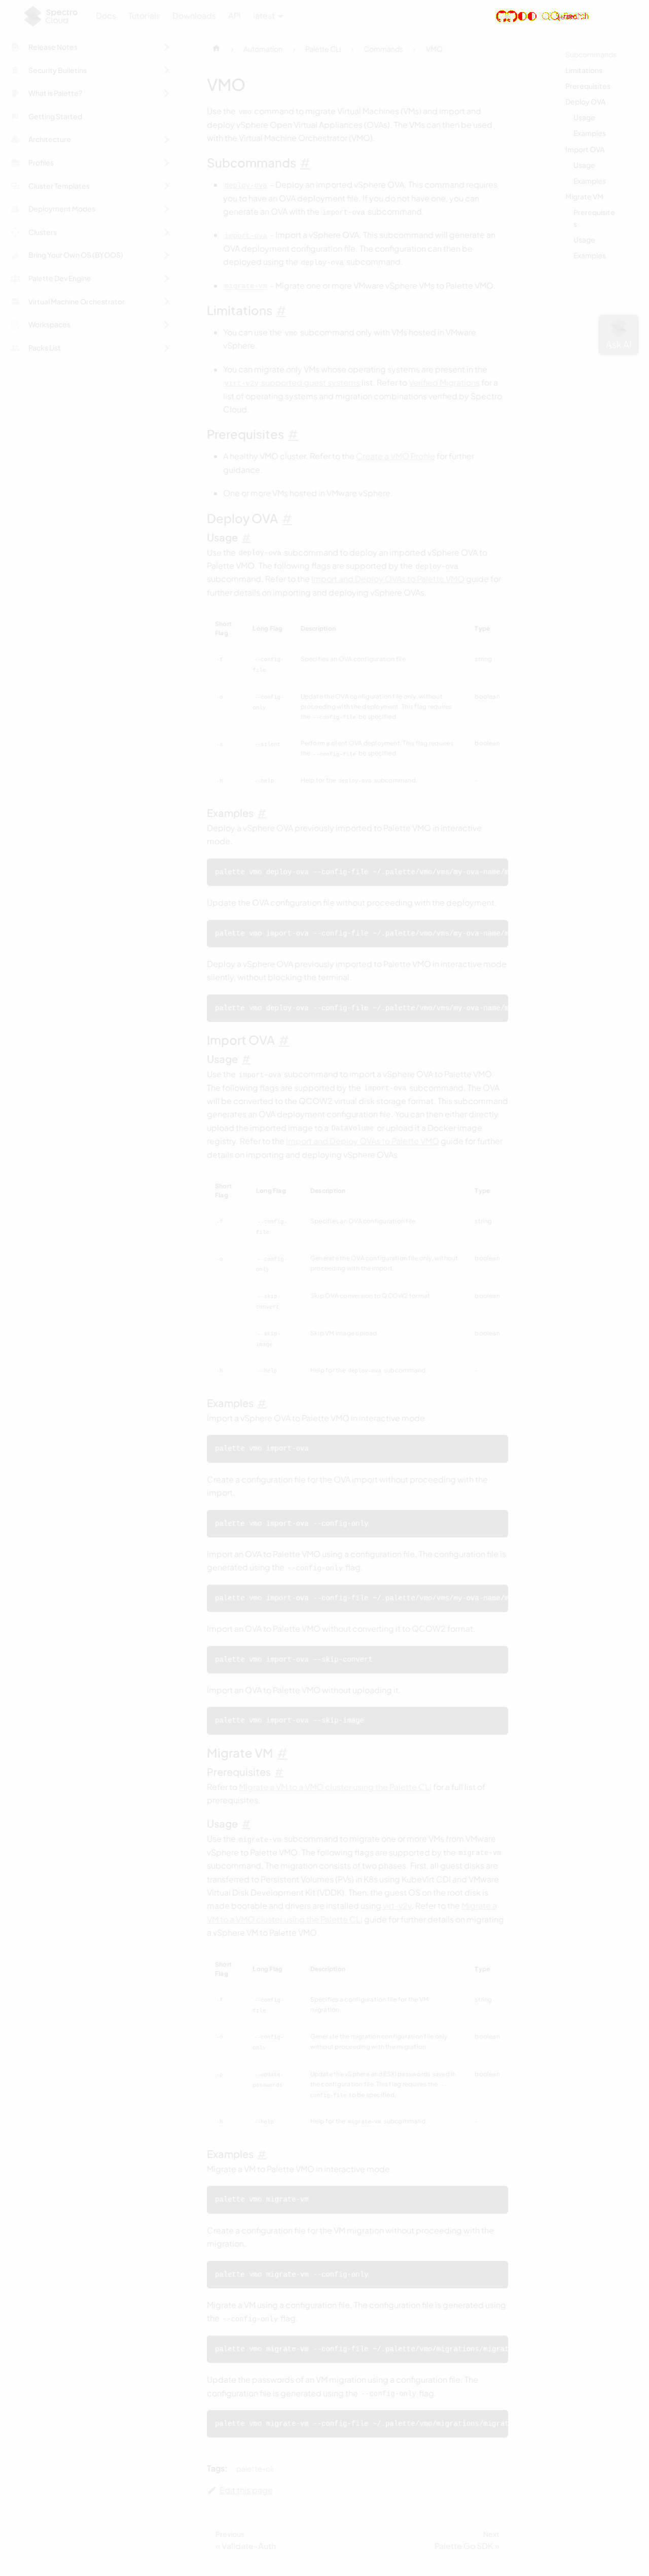 Spectro
Cloud
Docs Tutorials Downloads API latest
Search
Release Notes
Security Bulletins
What is Palette?
Getting Started
Architecture
Profiles
Cluster Templates
Deployment Modes
Clusters
Bring Your Own OS (BYOOS)
Palette Dev Engine
Virtual Machine Orchestrator
Workspaces
Packs List
Automation Palette CLI Commands VMO
VMO
Use the vmo command to migrate Virtual Machines (VMs) and import and
deploy vSphere Open Virtual Appliances (OVAs). The VMs can then be used
with the Virtual Machine Orchestrator (VMO).
Subcommands #
deploy-ova - Deploy an imported vSphere OVA. This command requires
you to have an OVA deployment file. If you do not have one, you can
generate an OVA with the import-ova subcommand.
import-ova - Import a vSphere OVA. This subcommand will generate an
OVA deployment configuration file. This configuration can then be
deployed using the deploy-ova subcommand.
migrate-vm - Migrate one or more VMware vSphere VMs to Palette VMO.
Limitations #
You can use the vmo subcommand only with VMs hosted in VMware
vSphere.
You can migrate only VMs whose operating systems are present in the
virt-v2v supported guest systems list. Refer to Verified Migrations for a
list of operating systems and migration combinations verified by Spectro
Cloud.
Prerequisites #
A healthy VMO cluster. Refer to the Create a VMO Profile for further
guidance.
One or more VMs hosted in VMware vSphere.
Deploy OVA #
Usage #
Use the deploy-ova subcommand to deploy an imported vSphere OVA to
Palette VMO. The following flags are supported by the deploy-ova
subcommand. Refer to the Import and Deploy OVAs to Palette VMO guide for
further details on importing and deploying vSphere OVAs.
Short
Flag Long Flag Description Type
-f --config-
file Specifies an OVA configuration file. string
-o --config-
only Update the OVA configuration file only, without
proceeding with the deployment. This flag requires
the --config-file be specified. boolean
Performs silent OVA deployment. This flag requires
the --config-file be specified. boolean
-h --help Help for the deploy-ova subcommand. -
Examples #
Deploy a vSphere OVA previously imported to Palette VMO in interactive
mode.
palette vmo deploy-ova --config-file ~/.palette/vmo/vms/my-ova-name/
Update the OVA configuration file without proceeding with the deployment.
palette vmo import-ova --config-file ~/.palette/vmo/vms/my-ova-name/
Deploy a vSphere OVA previously imported to Palette VMO in interactive mode
silently, without blocking the terminal.
palette vmo deploy-ova --config-file ~/.palette/vmo/vms/my-ova-name/
Import OVA #
Usage #
Use the import-ova subcommand to import a vSphere OVA to Palette VMO.
The following flags are supported by the import-ova subcommand. The OVA
will be converted to the QCOW2 virtual disk storage format. This subcommand
generates an OVA deployment configuration file. You can then either directly
upload the imported image to a DataVolume or upload it a Docker image
registry. Refer to the Import and Deploy OVAs to Palette VMO guide for further
details on importing and deploying vSphere OVAs.
Short
Flag Long Flag Description Type
-f --config-
file Specifies an OVA configuration file. string
-o --config-
only Generate the OVA configuration file only, without
proceeding with the import. boolean
--skip-
convert Skip OVA conversion to QCOW2 format. boolean
--skip-
image Skip VM image upload. boolean
-h --help Help for the deploy-ova subcommand. -
Examples #
Import a vSphere OVA to Palette VMO in interactive mode.
palette vmo import-ova
Create a configuration file for the OVA import without proceeding with the
import.
palette vmo import-ova --config-only
Import an OVA to Palette VMO using a configuration file. The configuration file is
generated using the --config-only flag.
palette vmo import-ova --config-file ~/.palette/vmo/vms/my-ova-name/
Import an OVA to Palette VMO without converting it to QCOW2 format.
palette vmo import-ova --skip-convert
Import an OVA to Palette VMO without uploading it.
palette vmo import-ova --skip-image
Migrate VM #
Prerequisites #
Refer to Migrate a VM to a VMO cluster using the Palette CLI for a full list of
prerequisites.
Usage #
Use the migrate-vm subcommand to migrate one or more VMs from VMware
vSphere to Palette VMO. The following flags are supported by the migrate-vm
subcommand. The migration consists of two phases. First, all guest disks are
transferred to Persistent Volumes (PVs) in K8s using KubeVirt CDI and VMware
Virtual Disk Development Kit (VDDK). Then, the guest OS on the root disk is
made bootable and drivers are installed using virt-v2v. Refer to the Migrate a
VM to a VMO cluster using the Palette CLI guide for further details on migrating
a vSphere VM to Palette VMO.
Short
Flag Long Flag Description Type
-f --config-
file Specifies a configuration file for the VM
migration. string
-o --config-
only Generate the migration configuration file only,
without proceeding with the migration. boolean
-p --update-
passwords boolean
-h --help Help for the migrate-vm subcommand. -
Examples #
Migrate a VM to Palette VMO in interactive mode.
palette vmo migrate-vm
Create a configuration file for the VM migration without proceeding with the
migration.
palette vmo migrate-vm --config-only
Migrate a VM using a configuration file. The configuration file is generated using
the --config-only flag.
palette vmo migrate-vm --config-file ~/.palette/vmo/migrations/migrat
Update the passwords of an VM migration using a configuration file. The
configuration file is generated using the --config-only flag.
palette vmo migrate-vm --config-file ~/.palette/vmo/migrations/migrat
Tags: palette-cli
Edit this page
Previous
« Validate-Auth
Next
Palette Go SDK »
Subcommands
Limitations
Prerequisites
Deploy OVA
Usage
Examples
Import OVA
Usage
Examples
Migrate VM
Prerequisite
s
Usage
Examples
Ask AI